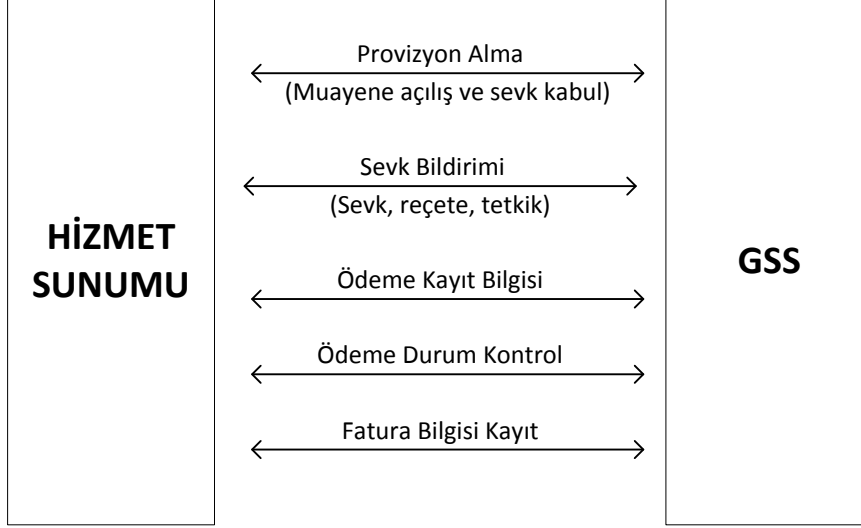 HİZMET
SUNUMU
Provizyon Alma
(Muayene açılış ve sevk kabul)
Sevk Bildirimi
(Sevk, reçete, tetkik)
Ödeme Kayıt Bilgisi
Ödeme Durum Kontrol
Fatura Bilgisi Kayıt
GSS